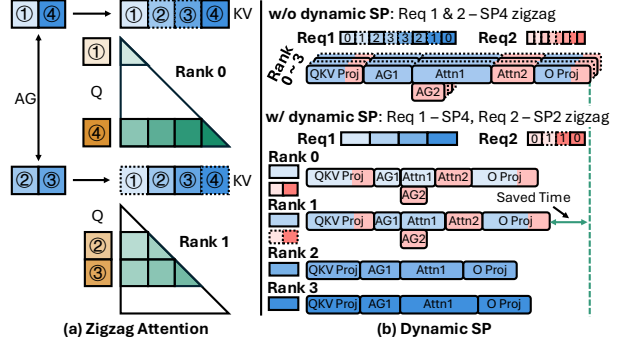 ① ④
① ② ③ ④ KV
①
Q
Rank 0
④
AG
② ③
① ② ③ ④ KV
Q
②
③
Rank 1
(a) Zigzag Attention
w/o dynamic SP: Req 1 & 2 – SP4 zigzag
Req1 0 1 2 3 3 2 1 0 Req2
Rank 0 ~ 3
QKV Proj AG1 Attn1 Attn2 O Proj
AG2
w/ dynamic SP: Req 1 – SP4, Req 2 – SP2 zigzag
Req1 Req2 0 1 1 0
Rank 0
QKV Proj AG1 Attn1 Attn2 O Proj
AG2
Saved Time
Rank 1
QKV Proj AG1 Attn1 Attn2 O Proj
AG2
Rank 2
QKV Proj AG1 Attn1 O Proj
Rank 3
QKV Proj AG1 Attn1 O Proj
(b) Dynamic SP